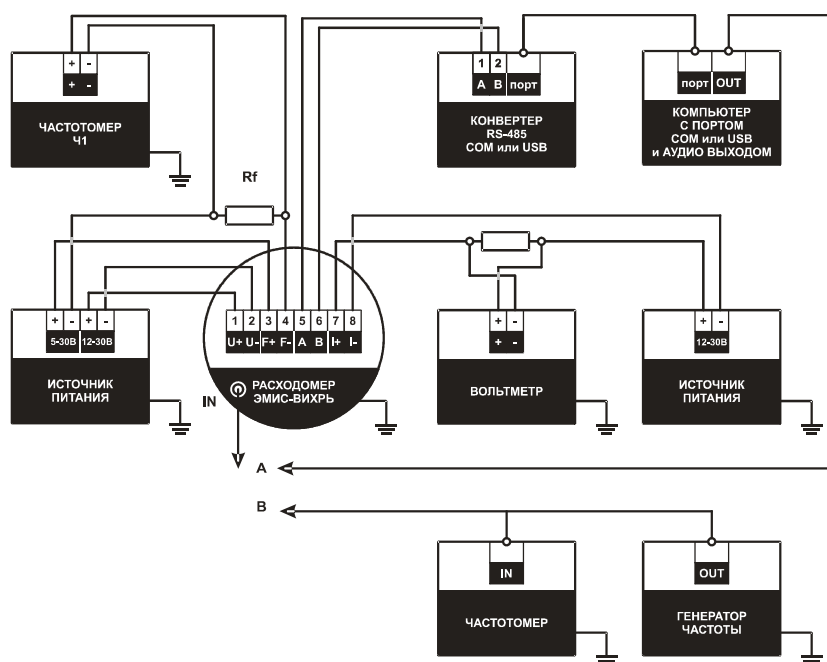 + -
+ -
ЧАСТОТОМЕР
Ч1
1 2
A B порт
КОНВЕРТЕР
RS-485
COM или USB
порт OUT
КОМПЬЮТЕР
С ПОРТОМ
COM или USB
и АУДИО ВЫХОДОМ
Rf
+ - + -
5-30В 12-30В
ИСТОЧНИК
ПИТАНИЯ
1 2 3 4 5 6 7 8
U+ U- F+ F- A B I+ I-
IN
РАСХОДОМЕР
ЭМИС-ВИХРЬ
+ -
+ -
ВОЛЬТМЕТР
+ -
12-30В
ИСТОЧНИК
ПИТАНИЯ
A
B
IN
ЧАСТОТОМЕР
OUT
ГЕНЕРАТОР
ЧАСТОТЫ